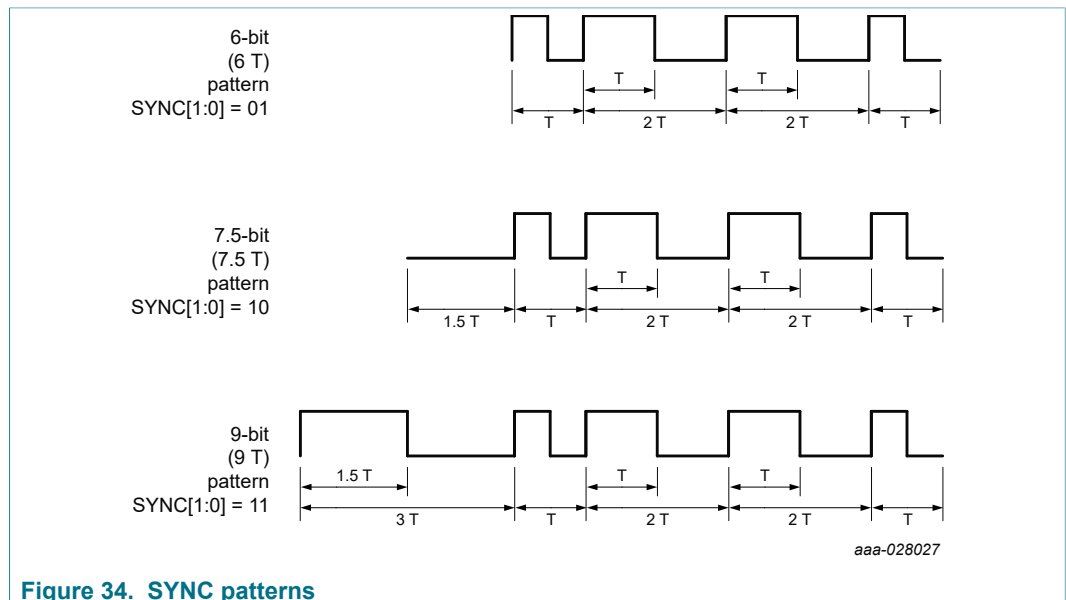 6-bit
(6 T)
pattern
SYNC[1:0] = 01
T
T
T
2 T
2 T
T
7.5-bit
(7.5 T)
pattern
SYNC[1:0] = 10
T
T
1.5 T
T
2 T
2 T
T
9-bit
(9 T)
pattern
SYNC[1:0] = 11
1.5 T
T
T
3 T
T
2 T
2 T
T
aaa-028027
Figure 34. SYNC patterns